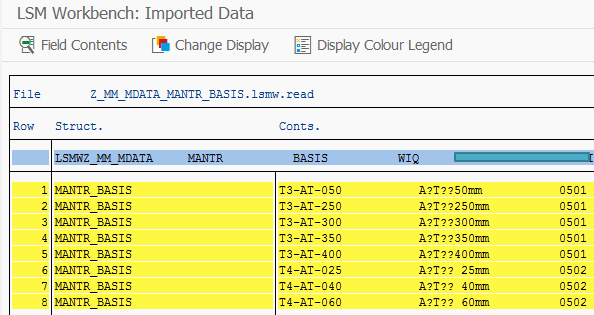 LSM Workbench: Imported Data
Field Contents Change Display Display Colour Legend
File Z_MM_MDATA_MANTR_BASIS.lsmw.read
Row Struct. Conts.
LSMWZ_MM_MDATA MANTR BASIS WIQ
1 MANTR_BASIS T3-AT-050 A?T??50mm 0501
2 MANTR_BASIS T3-AT-250 A?T??250mm 0501
3 MANTR_BASIS T3-AT-300 A?T??300mm 0501
4 MANTR_BASIS T3-AT-350 A?T??350mm 0501
5 MANTR_BASIS T3-AT-400 A?T??400mm 0501
6 MANTR_BASIS T4-AT-025 A?T?? 25mm 0502
7 MANTR_BASIS T4-AT-040 A?T?? 40mm 0502
8 MANTR_BASIS T4-AT-060 A?T?? 60mm 0502